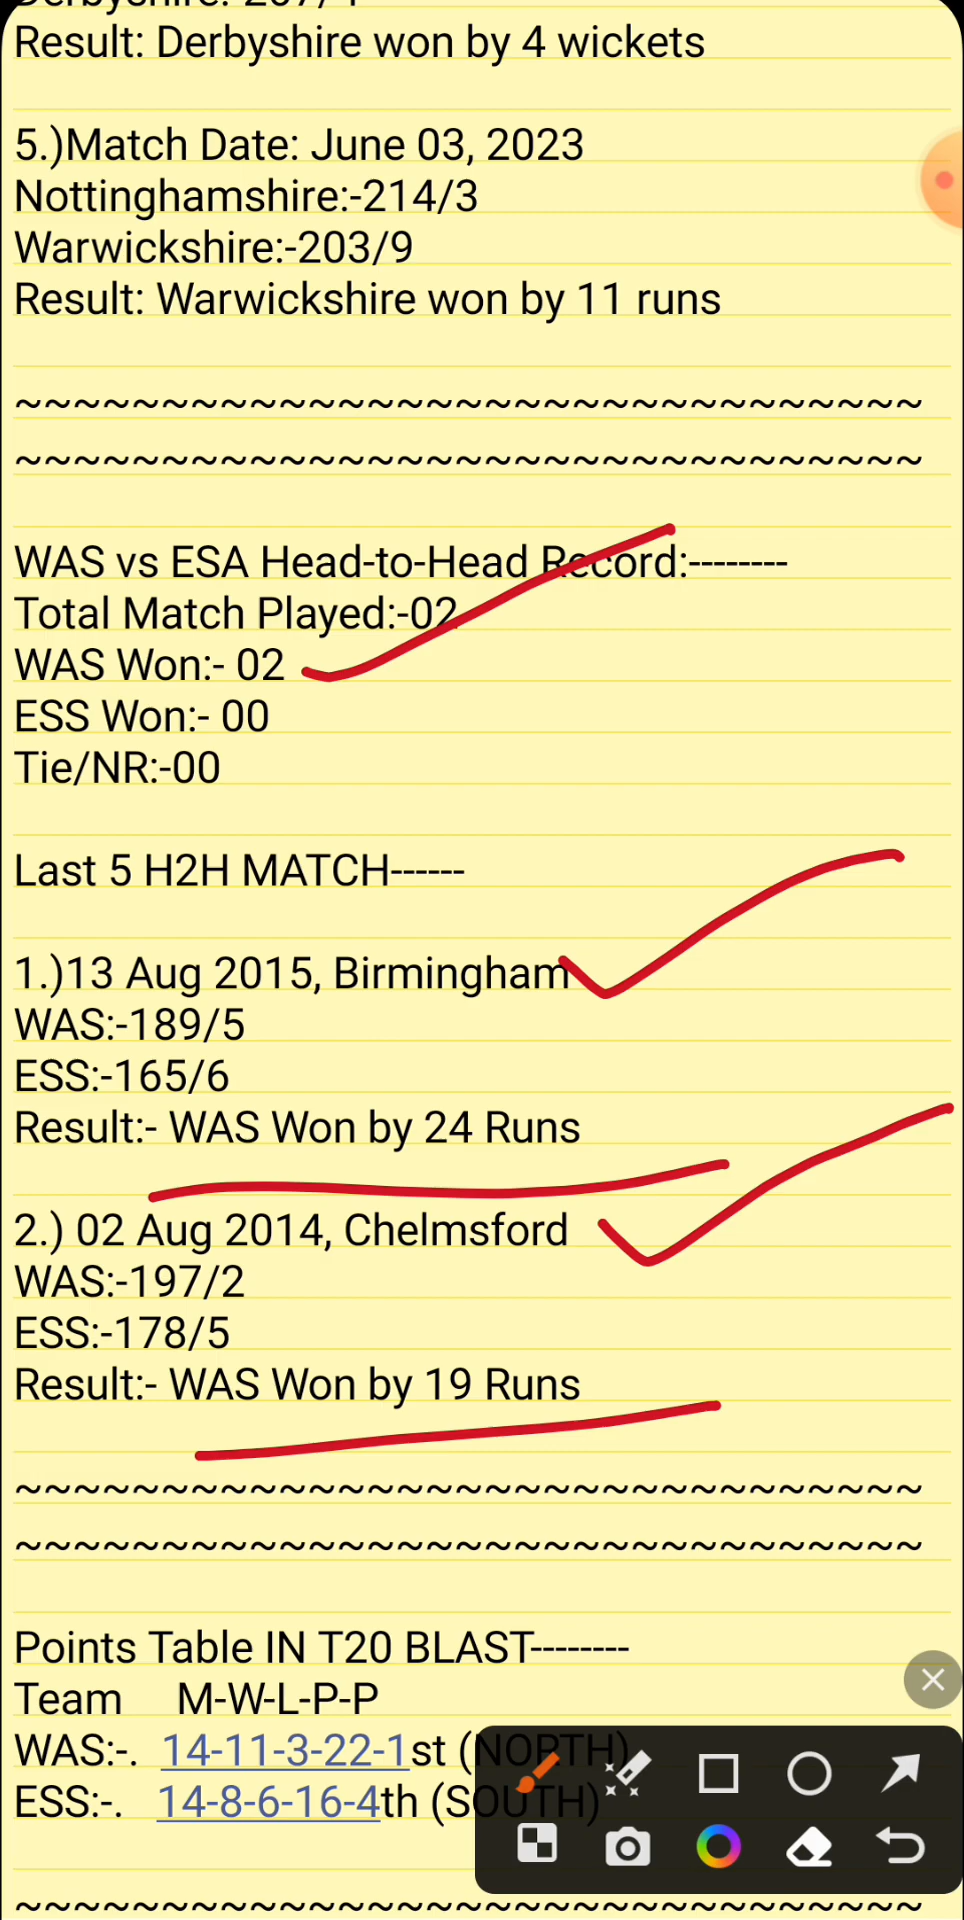 Result: Derbyshire won by 4 wickets
5.)Match Date: June 03, 2023
Nottinghamshire:-214/3
Warwickshire:-203/9
Result: Warwickshire won by 11 runs
~~~~~~~~~~~~~~~~~~~~~~~~~~~~~~~
~~~~~~~~~~~~~~~~~~~~~~~~~~~~~~~
WAS vs ESA Head-to-Head Record:--------
Total Match Played:-02
WAS Won:- 02
ESS Won:- 00
Tie/NR:-00
Last 5 H2H MATCH------
1.)13 Aug 2015, Birmingham
WAS:-189/5
ESS:-165/6
Result:- WAS Won by 24 Runs
2.) 02 Aug 2014, Chelmsford
WAS:-197/2
ESS:-178/5
Result:- WAS Won by 19 Runs
~~~~~~~~~~~~~~~~~~~~~~~~~~~~~~~
~~~~~~~~~~~~~~~~~~~~~~~~~~~~~~~
Points Table IN T20 BLAST--------
Team M-W-L-P-P
WAS:-. 14-11-3-22-1st (NORTH)
ESS:-. 14-8-6-16-4th (SOUTH)
~~~~~~~~~~~~~~~~~~~~~~~~~~~~~~~